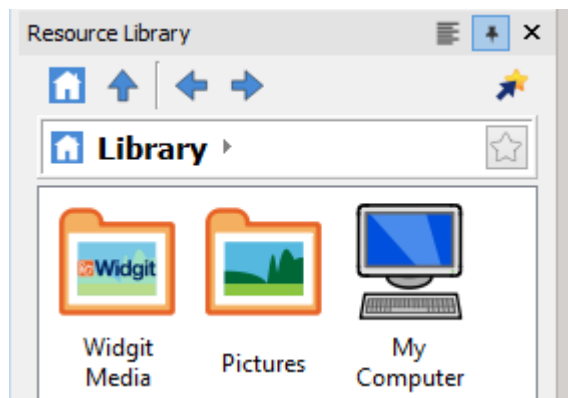 Resource Library
Library
Widgit
Widgit
Media
Pictures
My
Computer